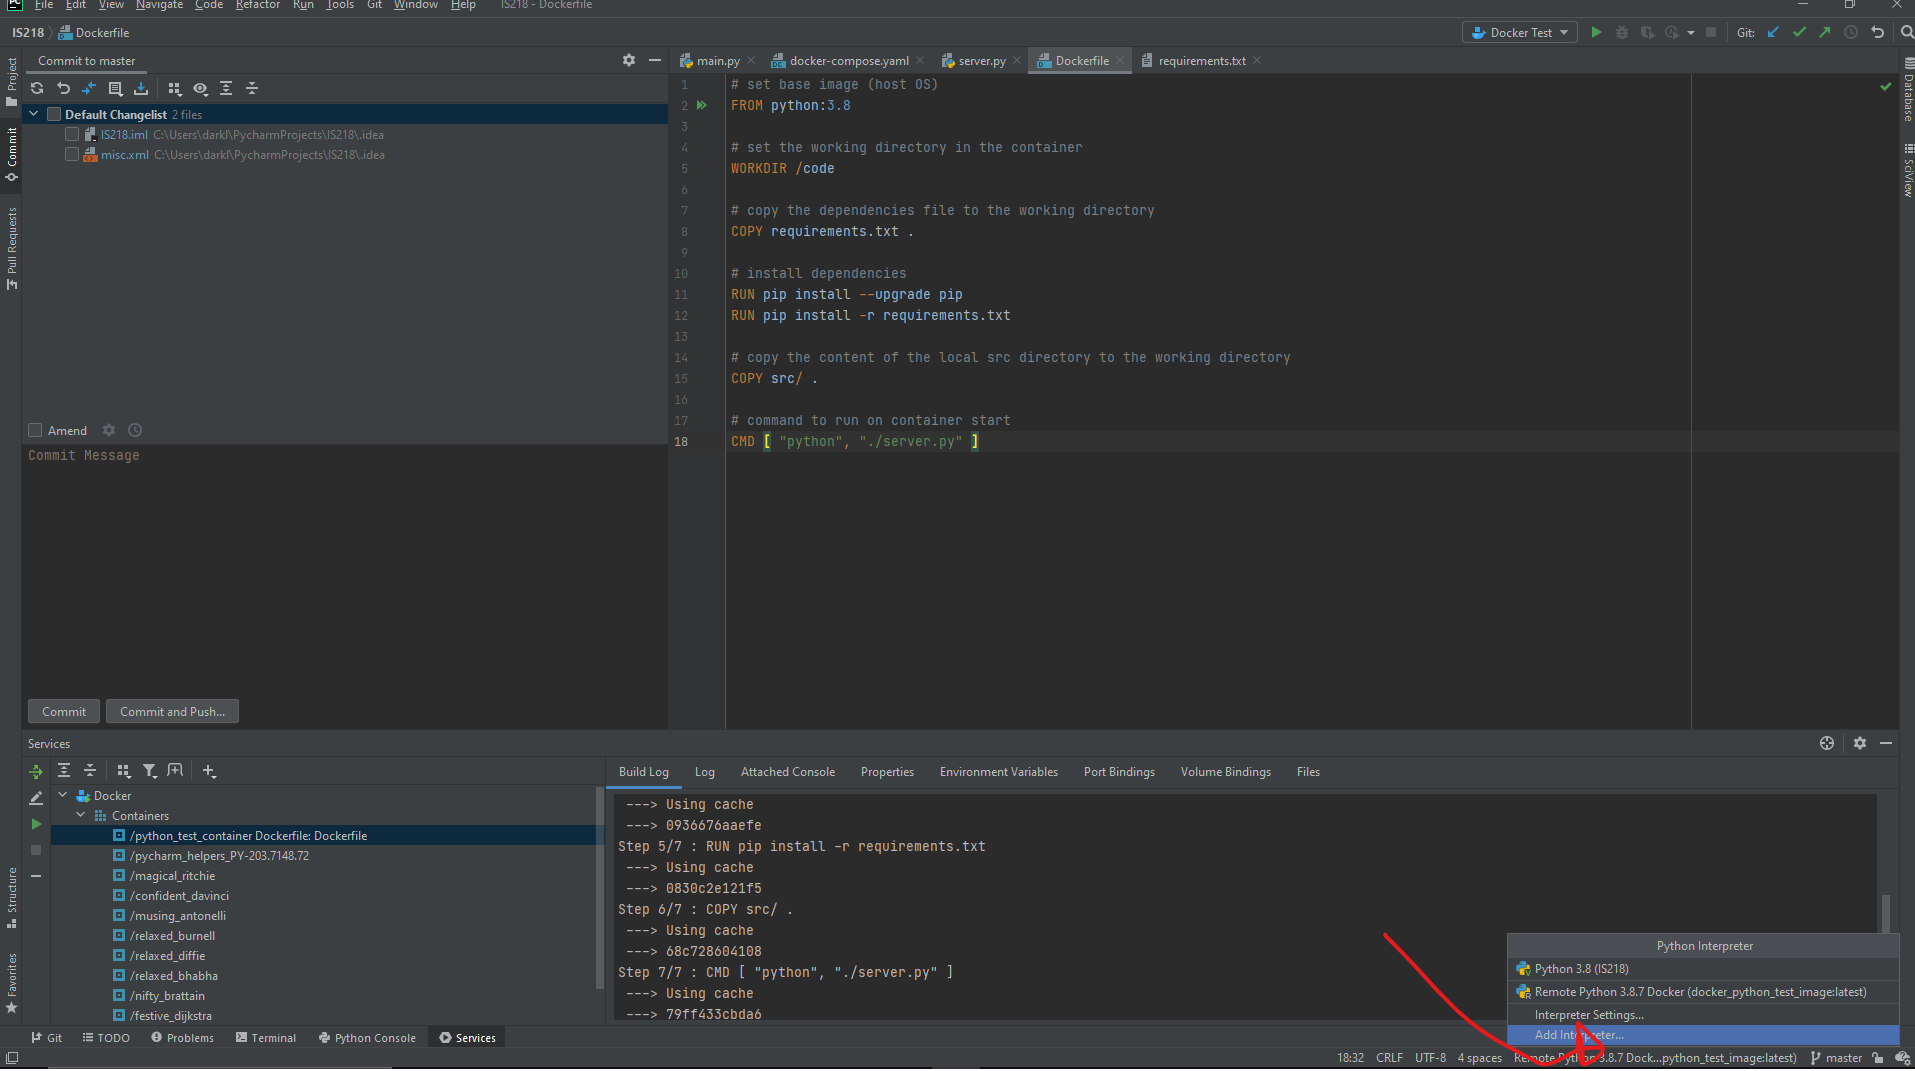 File Edit View Navigate Code Refactor Run Tools Git Window Help IS218 - Dockerfile
IS218 Dockerfile
Docker Test Git:
Project
Commit
Pull Requests
Structure
Favorites
Commit to master
Default Changelist 2 files
IS218.iml C:\Users\darkl\PycharmProjects\IS218\.idea
misc.xml C:\Users\darkl\PycharmProjects\IS218\.idea
Amend
Commit Message
Commit Commit and Push...
main.py docker-compose.yaml server.py Dockerfile requirements.txt
1 # set base image (host OS)
2 FROM python:3.8
3
4 # set the working directory in the container
5 WORKDIR /code
6
7 # copy the dependencies file to the working directory
8 COPY requirements.txt .
9
10 # install dependencies
11 RUN pip install --upgrade pip
12 RUN pip install -r requirements.txt
13
14 # copy the content of the local src directory to the working directory
15 COPY src/ .
16
17 # command to run on container start
18 CMD [ "python", "./server.py" ]
Database
SciView
Services
Docker
Containers
/python_test_container Dockerfile: Dockerfile
/pycharm_helpers_PY-203.7148.72
/magical_ritchie
/confident_davinci
/musing_antonelli
/relaxed_burnell
/relaxed_diffie
/relaxed_bhabha
/nifty_brattain
/festive_dijkstra
Build Log Log Attached Console Properties Environment Variables Port Bindings Volume Bindings Files
---> Using cache
---> 0936676aaefe
Step 5/7 : RUN pip install -r requirements.txt
---> Using cache
---> 0830c2e121f5
Step 6/7 : COPY src/ .
---> Using cache
---> 68c728604108
Step 7/7 : CMD [ "python", "./server.py" ]
---> Using cache
---> 79ff433cbda6
Python Interpreter
Python 3.8 (IS218)
Remote Python 3.8.7 Docker (docker_python_test_image:latest)
Interpreter Settings...
Add Interpreter...
Git TODO Problems Terminal Python Console Services
18:32 CRLF UTF-8 4 spaces Remote Python 3.8.7 Dock...python_test_image:latest) master